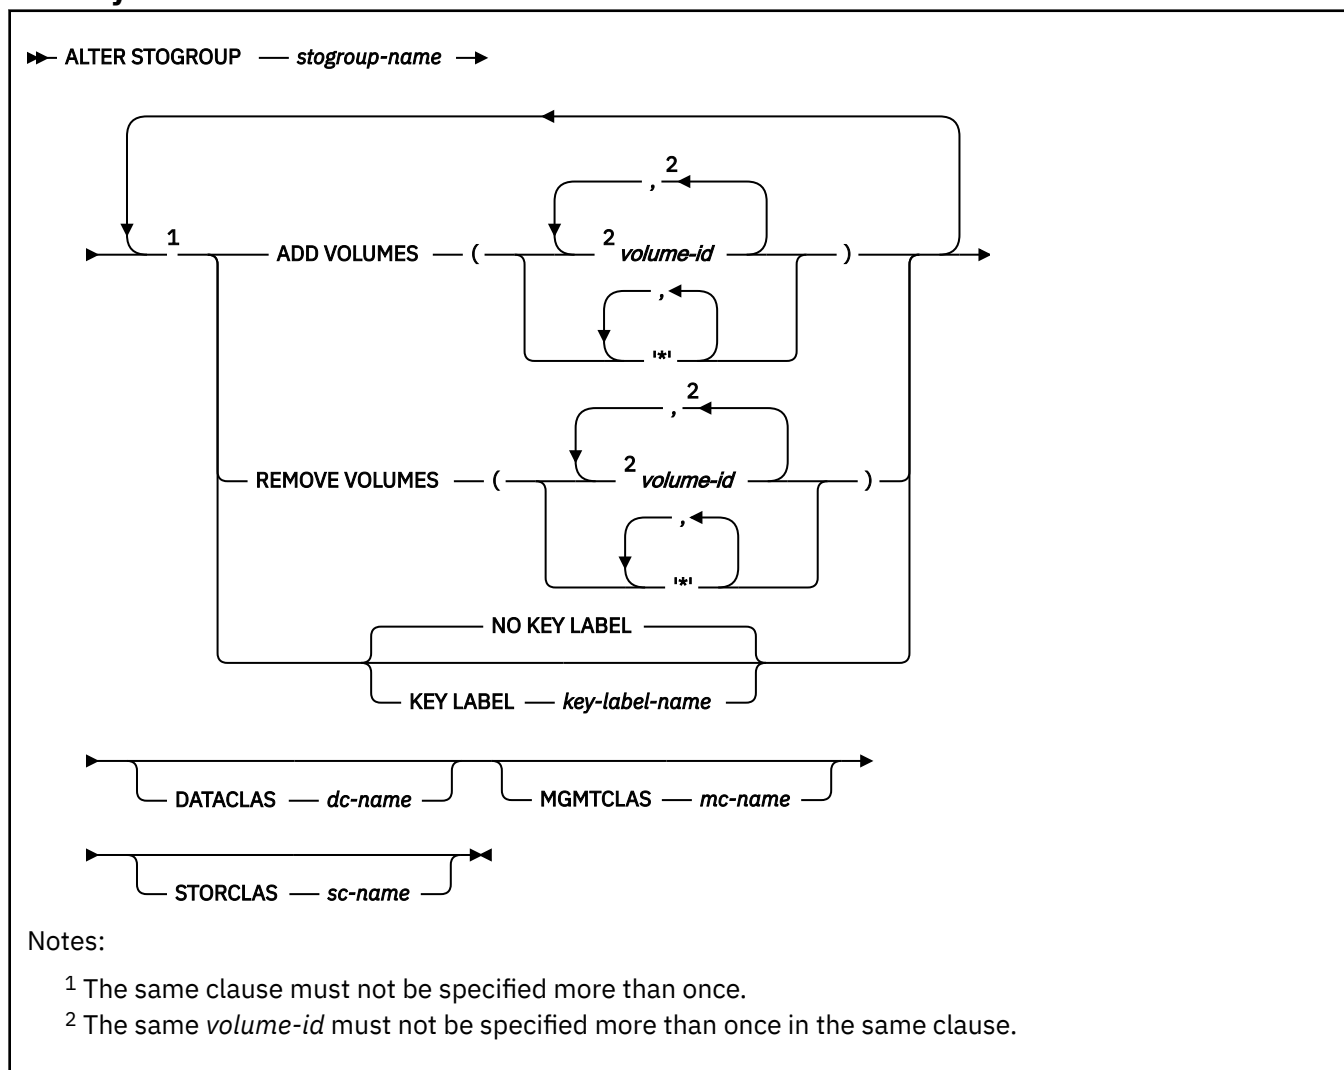 ALTER STOGROUP stogroup-name
, 2
1 ADD VOLUMES ( 2 volume-id )
,
'*'
, 2
REMOVE VOLUMES ( 2 volume-id )
,
'*'
NO KEY LABEL
KEY LABEL key-label-name
DATACLAS dc-name MGMTCLAS mc-name
STORCLAS sc-name
Notes:
1 The same clause must not be specified more than once.
2 The same volume-id must not be specified more than once in the same clause.